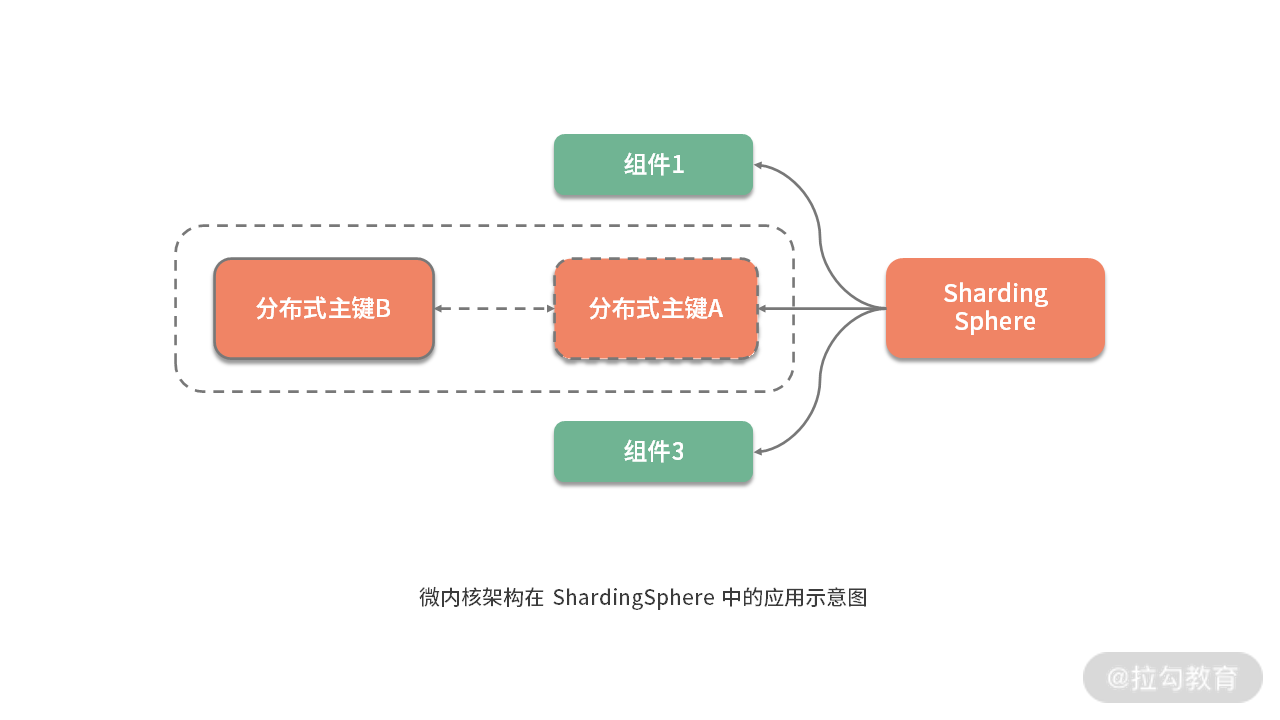 组件1
分布式主键B
分布式主键A
Sharding
Sphere
组件3
微内核架构在 ShardingSphere 中的应用示意图
@拉勾教育